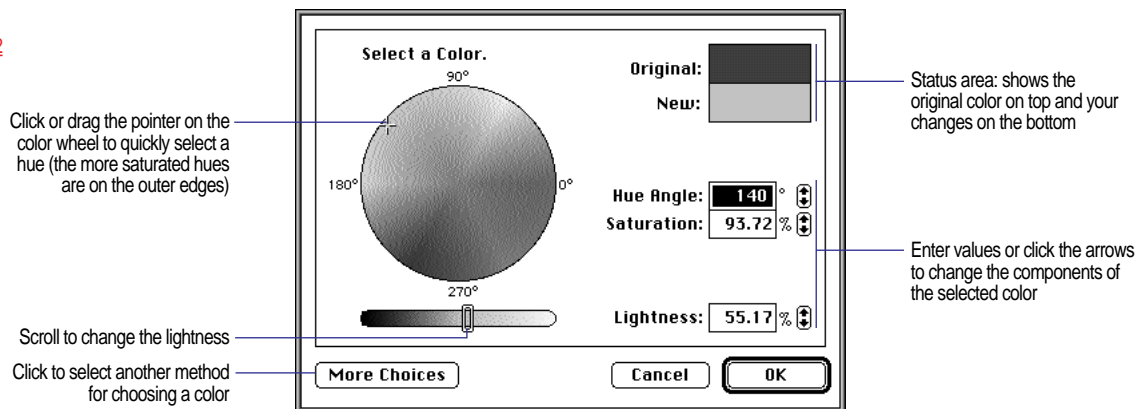 2
Click or drag the pointer on the
color wheel to quickly select a
hue (the more saturated hues
are on the outer edges)
Scroll to change the lightness
Click to select another method
for choosing a color
Select a Color.
90°
180°
0°
270°
Original:
New:
Hue Angle: 140 °
Saturation: 93.72 %
Lightness: 55.17 %
More Choices
Cancel
OK
Status area: shows the
original color on top and your
changes on the bottom
Enter values or click the arrows
to change the components of
the selected color